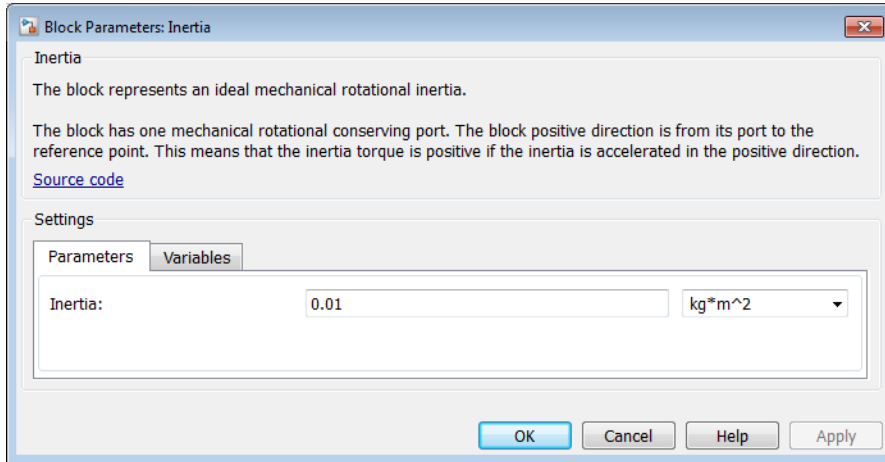 Block Parameters: Inertia
Inertia
The block represents an ideal mechanical rotational inertia.
The block has one mechanical rotational conserving port. The block positive direction is from its port to the
reference point. This means that the inertia torque is positive if the inertia is accelerated in the positive direction.
Source code
Settings
Parameters Variables
Inertia: 0.01 kg*m^2
OK Cancel Help Apply